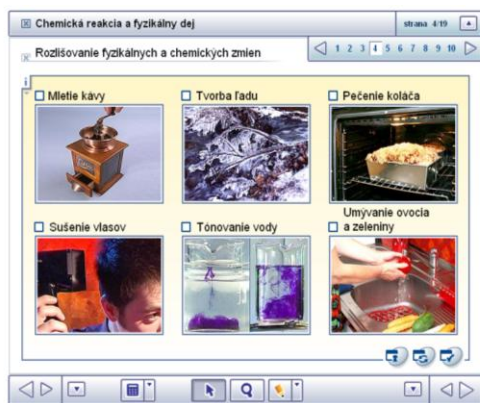 Chemická reakcia a fyzikálny dej
strana 4/19
Rozlišovanie fyzikálnych a chemických zmien
1 2 3 4 5 6 7 8 9 10
i
Mletie kávy
Tvorba ľadu
Pečenie koláča
Sušenie vlasov
Tónovanie vody
Umývanie ovocia
a zeleniny